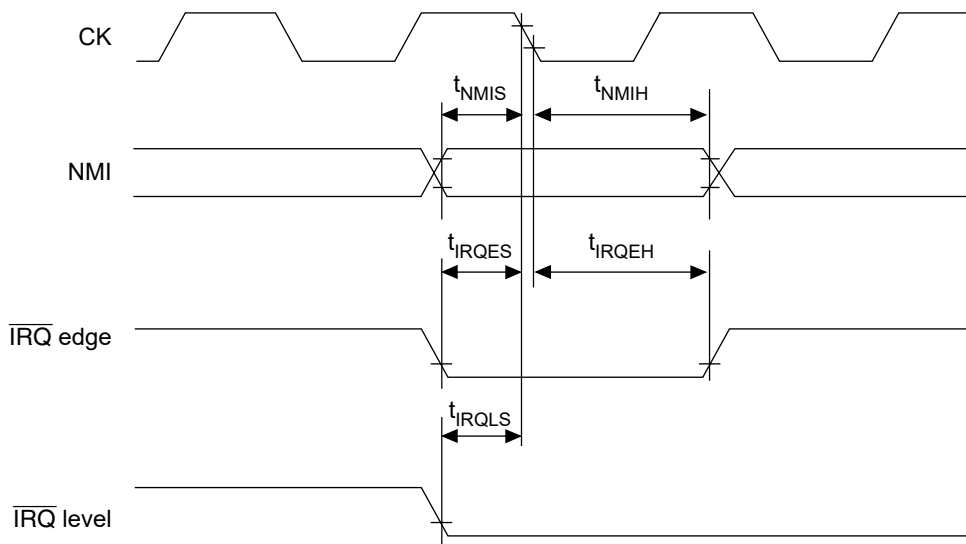 CK
tNMIS tNMIH
NMI
tIRQES tIRQEH
IRQ edge
tIRQLS
IRQ level